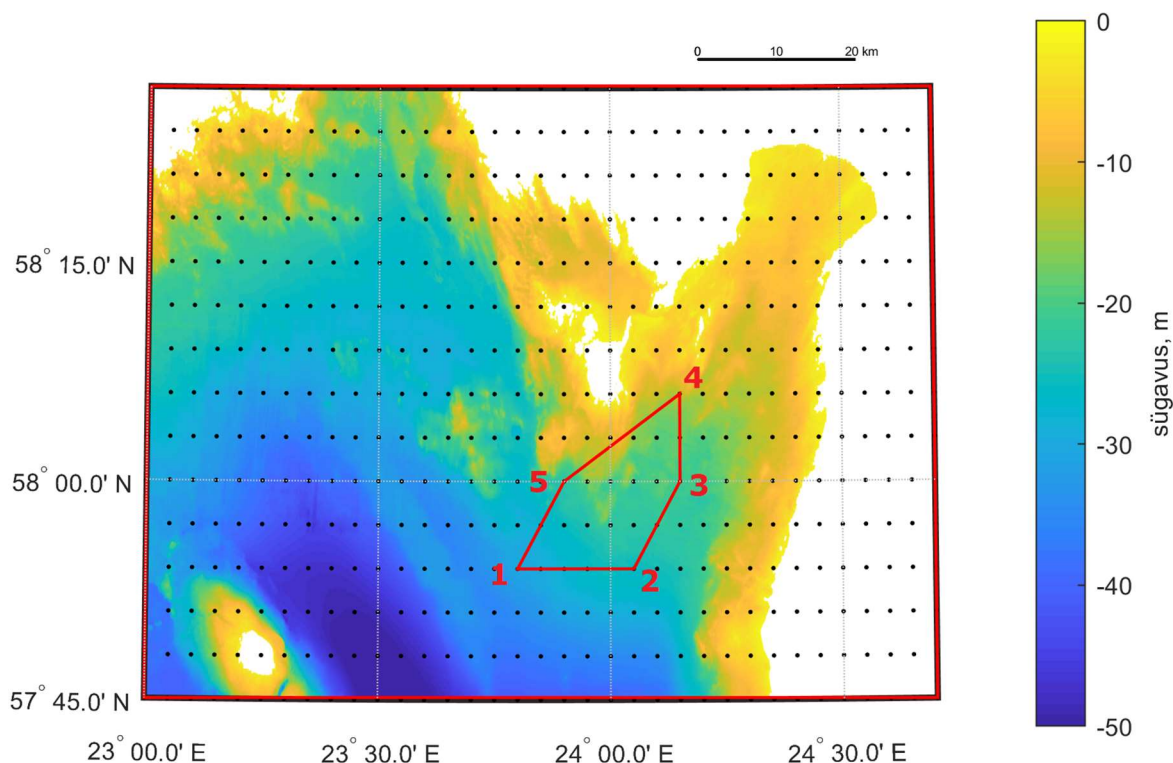 0 10 20 km
0
-10
-20
-30
-40
-50
sügavus, m
58° 15.0' N
58° 00.0' N
57° 45.0' N
4
5
3
1
2
23° 00.0' E
23° 30.0' E
24° 00.0' E
24° 30.0' E